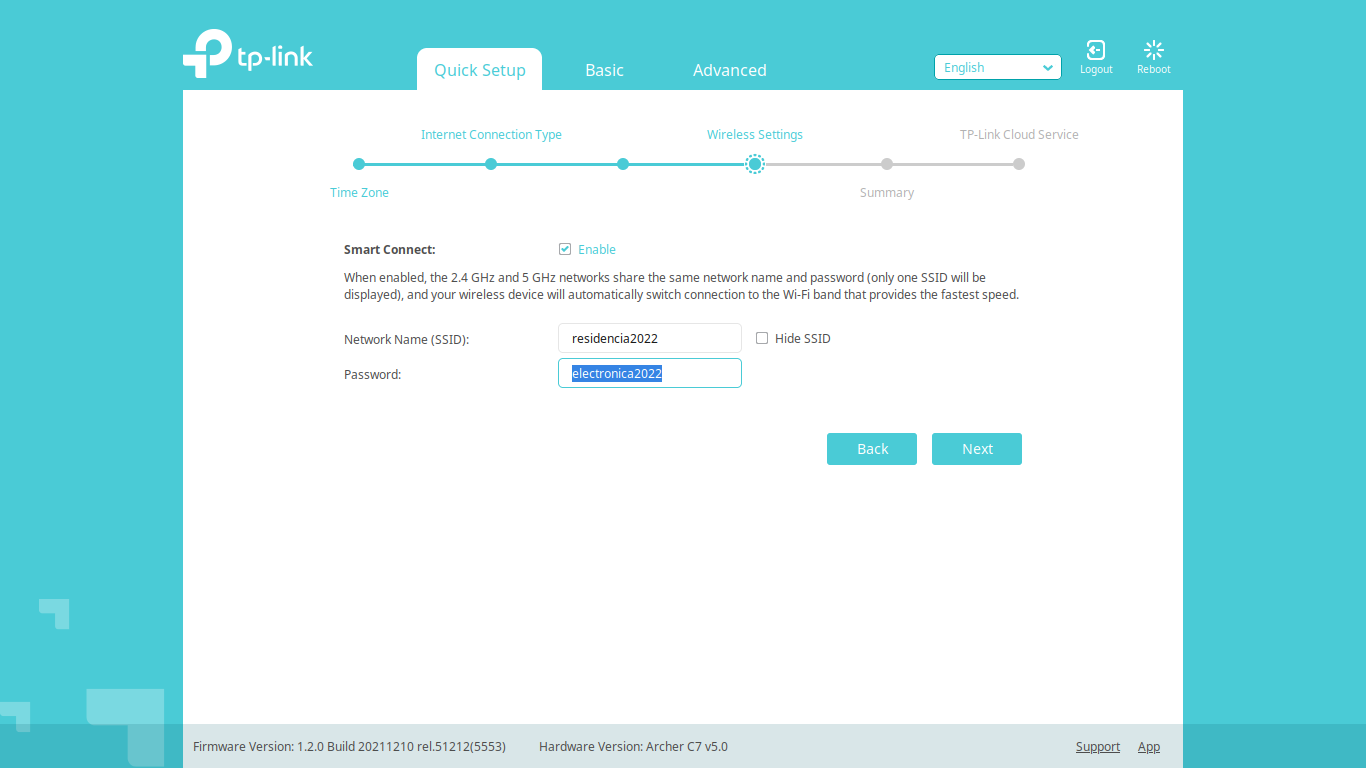 tp-link
Quick Setup
Basic
Advanced
English
Logout
Reboot
Internet Connection Type
Wireless Settings
TP-Link Cloud Service
Time Zone
Summary
Smart Connect:
Enable
When enabled, the 2.4 GHz and 5 GHz networks share the same network name and password (only one SSID will be
displayed), and your wireless device will automatically switch connection to the Wi-Fi band that provides the fastest speed.
Network Name (SSID):
residencia2022
Hide SSID
Password:
electronica2022
Back
Next
Firmware Version: 1.2.0 Build 20211210 rel.51212(5553)
Hardware Version: Archer C7 v5.0
Support
App